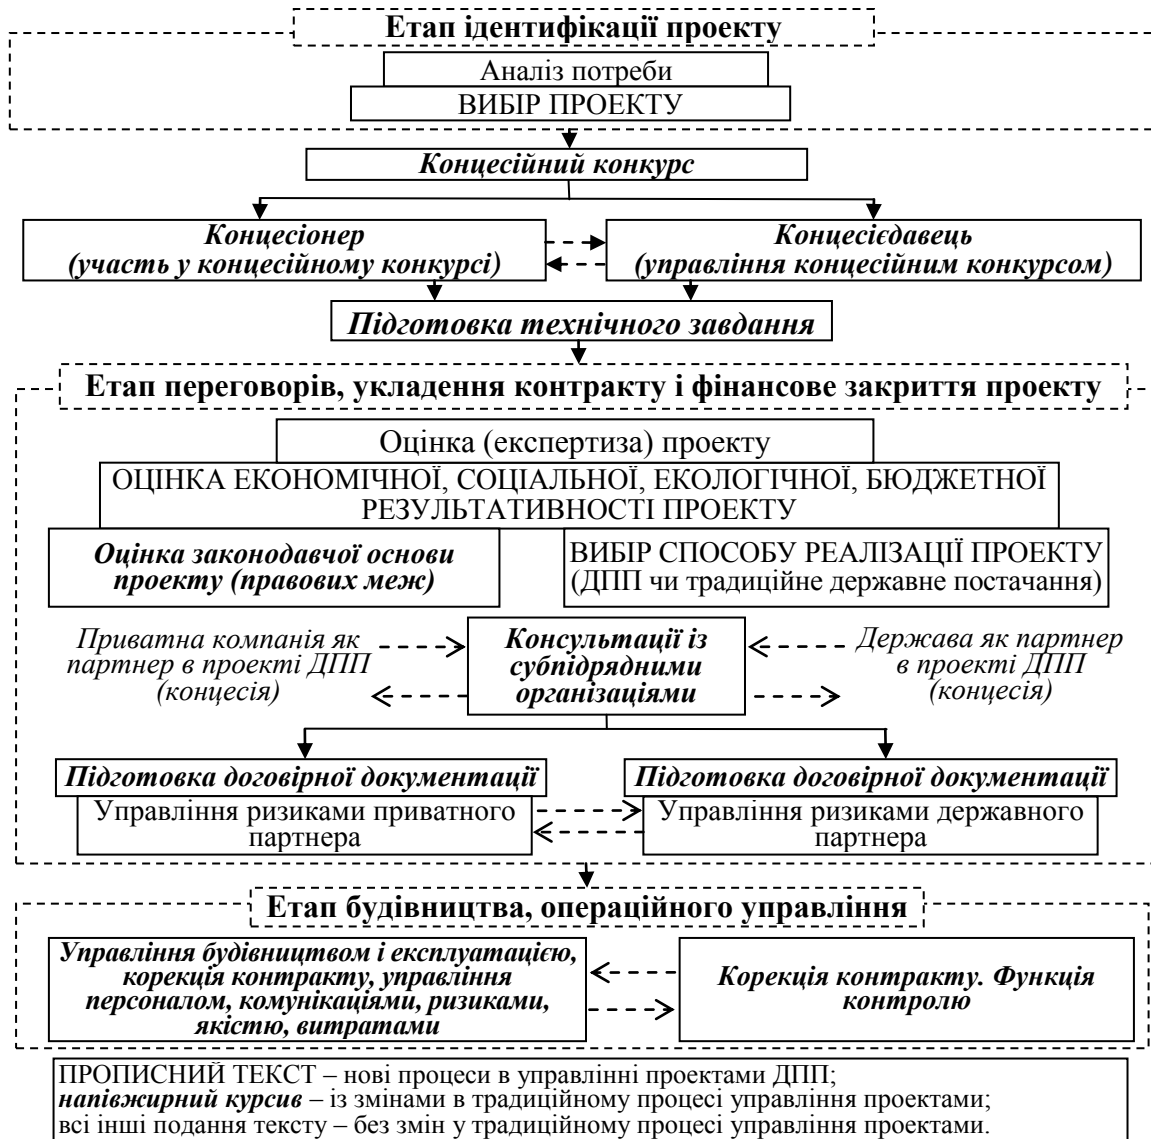 Етап ідентифікації проекту
Аналіз потреби
ВИБІР ПРОЕКТУ
Концесійний конкурс
Концесіонер
(участь у концесійному конкурсі)
Концесієдавець
(управління концесійним конкурсом)
Підготовка технічного завдання
Етап переговорів, укладення контракту і фінансове закриття проекту
Оцінка (експертиза) проекту
ОЦІНКА ЕКОНОМІЧНОЇ, СОЦІАЛЬНОЇ, ЕКОЛОГІЧНОЇ, БЮДЖЕТНОЇ
РЕЗУЛЬТАТИВНОСТІ ПРОЕКТУ
Оцінка законодавчої основи
проекту (правових меж)
ВИБІР СПОСОБУ РЕАЛІЗАЦІЇ ПРОЕКТУ
(ДПП чи традиційне державне постачання)
Приватна компанія як
партнер в проекті ДПП
(концесія)
Консультації із
субпідрядними
організаціями
Держава як партнер
в проекті ДПП
(концесія)
Підготовка договірної документації
Управління ризиками приватного
партнера
Підготовка договірної документації
Управління ризиками державного
партнера
Етап будівництва, операційного управління
Управління будівництвом і експлуатацією,
корекція контракту, управління
персоналом, комунікаціями, ризиками,
якістю, витратами
Корекція контракту. Функція
контролю
ПРОПИСНИЙ ТЕКСТ – нові процеси в управлінні проектами ДПП;
напівжирний курсив – із змінами в традиційному процесі управління проектами;
всі інші подання тексту – без змін у традиційному процесі управління проектами.